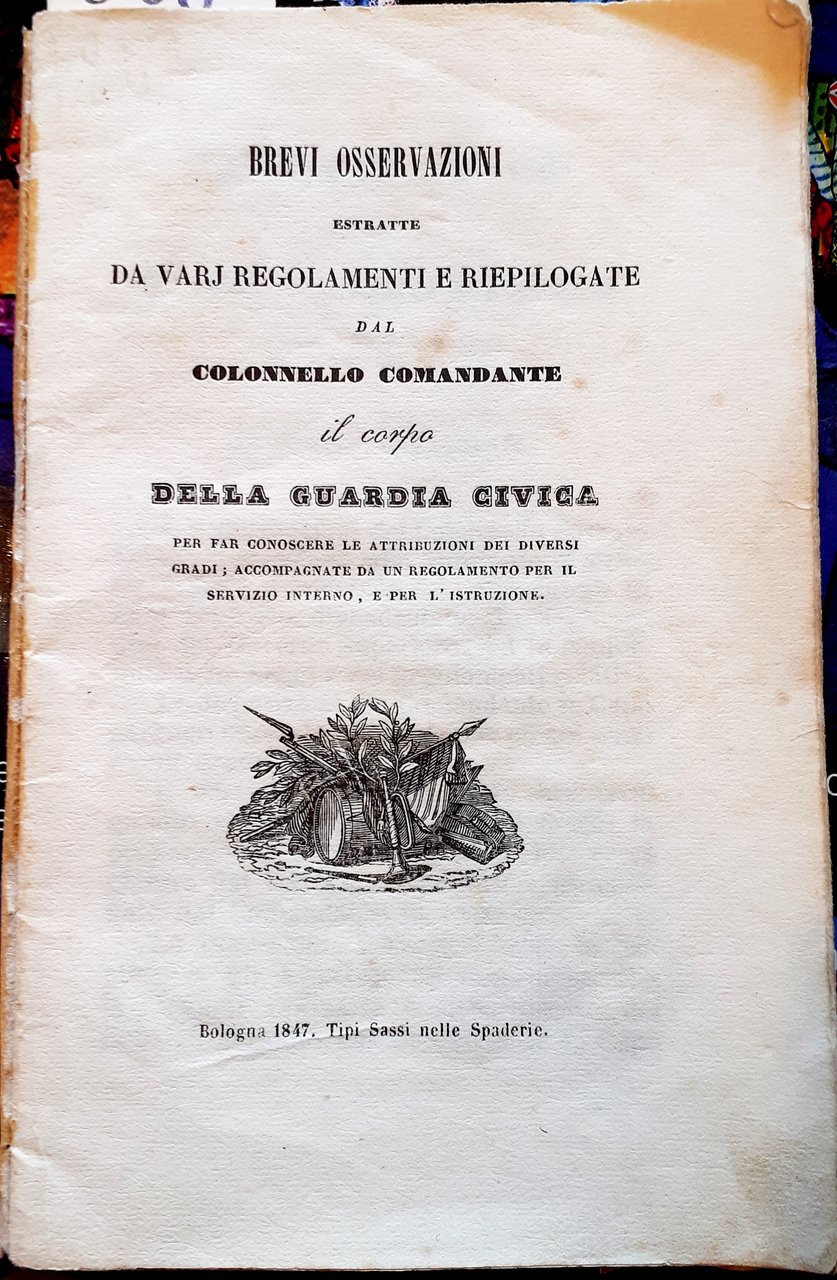 BREVI OSSERVAZIONI
ESTRATTE
DA VARJ REGOLAMENTI E RIEPILOGATE
DAL
COLONNELLO COMANDANTE
il corpo
DELLA GUARDIA CIVICA
PER FAR CONOSCERE LE ATTRIBUZIONI DEI DIVERSI
GRADI ; ACCOMPAGNATE DA UN REGOLAMENTO PER IL
SERVIZIO INTERNO , E PER L' ISTRUZIONE.
Bologna 1847. Tipi Sassi nelle Spaderie.